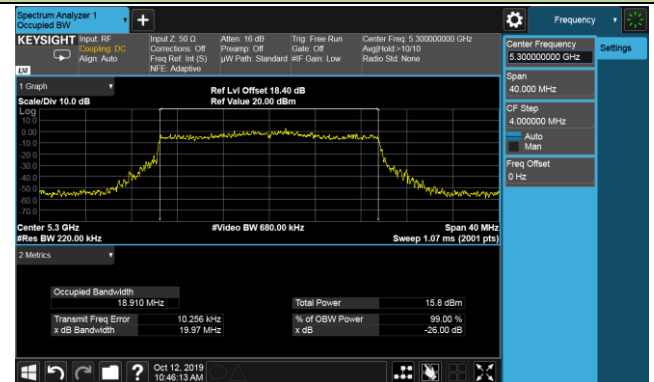 Spectrum Analyzer 1
Occupied BW
Frequency
KEYSIGHT
Input: RF
Coupling: DC
Align: Auto
Input Z: 50 Ω
Corrections: Off
Freq Ref: Int (S)
NFE: Adaptive
Atten: 16 dB
Preamp: Off
µW Path: Standard
Trig: Free Run
Gate: Off
#IF Gain: Low
Center Freq: 5.300000000 GHz
Avg|Hold >10/10
Radio Std: None
LXI
Center Frequency
5.300000000 GHz
Settings
Span
40.000 MHz
CF Step
4.000000 MHz
Auto
Man
Freq Offset
0 Hz
1 Graph
Scale/Div 10.0 dB
Ref Lvl Offset 18.40 dB
Ref Value 20.00 dBm
Log
10.0
0.00
-10.0
-20.0
-30.0
-40.0
-50.0
-60.0
-70.0
Center 5.3 GHz
#Video BW 680.00 kHz
Span 40 MHz
#Res BW 220.00 kHz
Sweep 1.07 ms (2001 pts)
2 Metrics
Occupied Bandwidth
18.910 MHz
Total Power 15.8 dBm
Transmit Freq Error 10.256 kHz
% of OBW Power 99.00 %
x dB Bandwidth 19.97 MHz
x dB -26.00 dB
?
Oct 12, 2019
10:46:13 AM